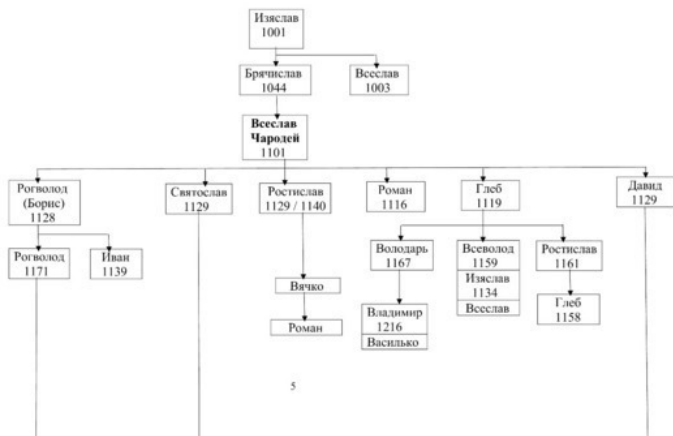 Изяслав
1001
Брячислав
1044
Всеслав
1003
Всеслав
Чародей
1101
Рогволод
(Борис)
1128
Святослав
1129
Ростислав
1129 / 1140
Роман
1116
Глеб
1119
Давид
1129
Рогволод
1171
Иван
1139
Володарь
1167
Всеволод
1159
Ростислав
1161
Изяслав
1134
Всеслав
Вячко
Глеб
1158
Владимир
1216
Василько
Роман
5